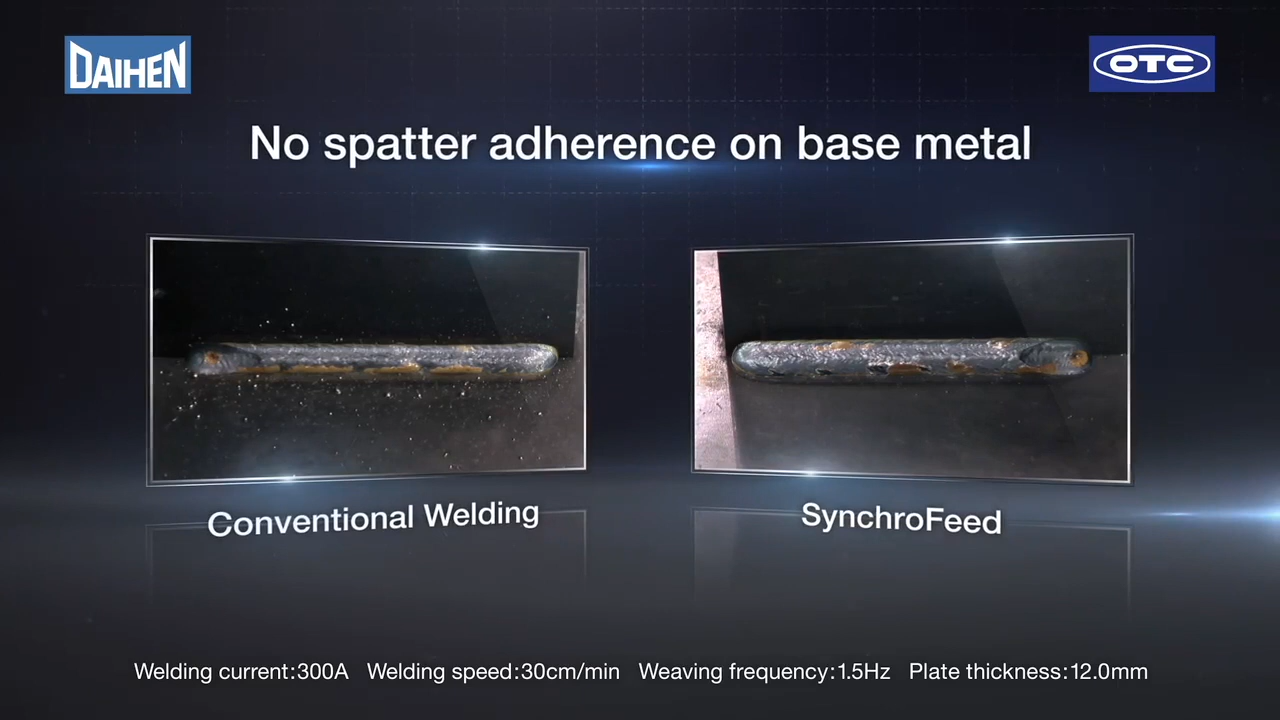 DAIHEN
OTC
No spatter adherence on base metal
Conventional Welding
SynchroFeed
Welding current:300A Welding speed:30cm/min Weaving frequency:1.5Hz Plate thickness:12.0mm